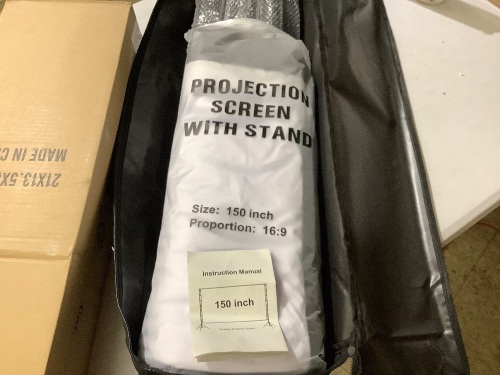 PROJECTION
SCREEN
WITH STAND
Size: 150 inch
Proportion: 16:9
Instruction Manual
150 inch
21X13.5X
MADE IN C